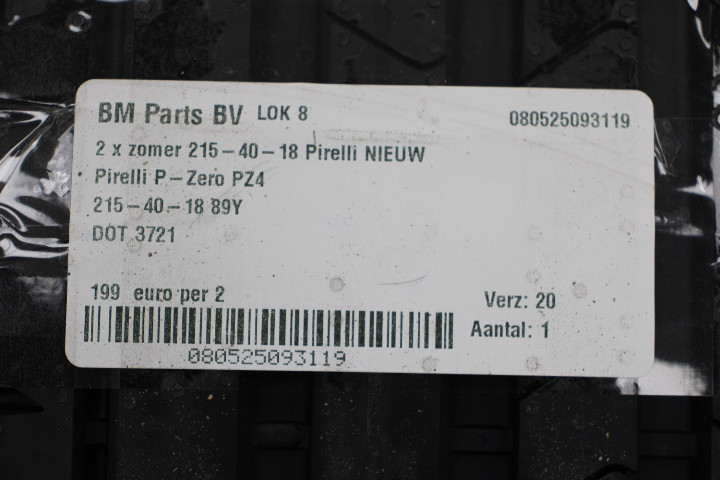 BM Parts BV LOK 8 080525093119
2 x zomer 215-40-18 Pirelli NIEUW
Pirelli P-Zero PZ4
215-40-18 89Y
DOT 3721
199 euro per 2 Verz: 20
Aantal: 1
080525093119